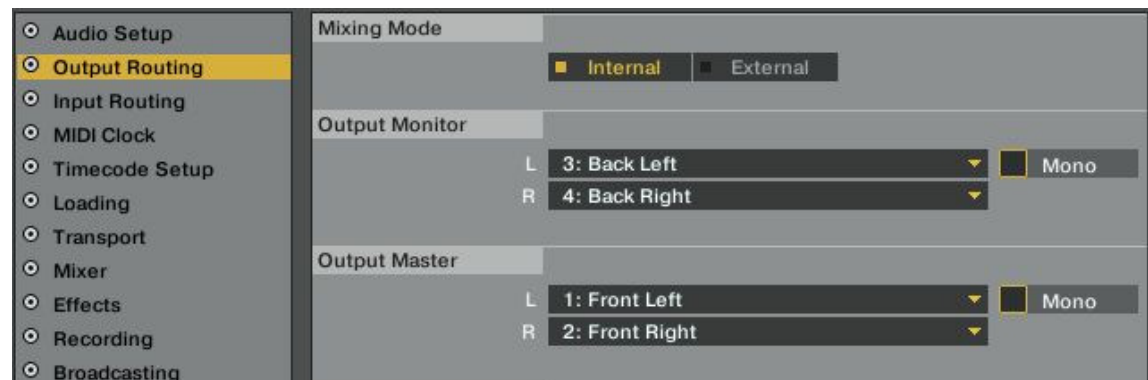 Audio Setup
Output Routing
Input Routing
MIDI Clock
Timecode Setup
Loading
Transport
Mixer
Effects
Recording
Broadcasting
Mixing Mode
Internal External
Output Monitor
L 3: Back Left Mono
R 4: Back Right
Output Master
L 1: Front Left Mono
R 2: Front Right